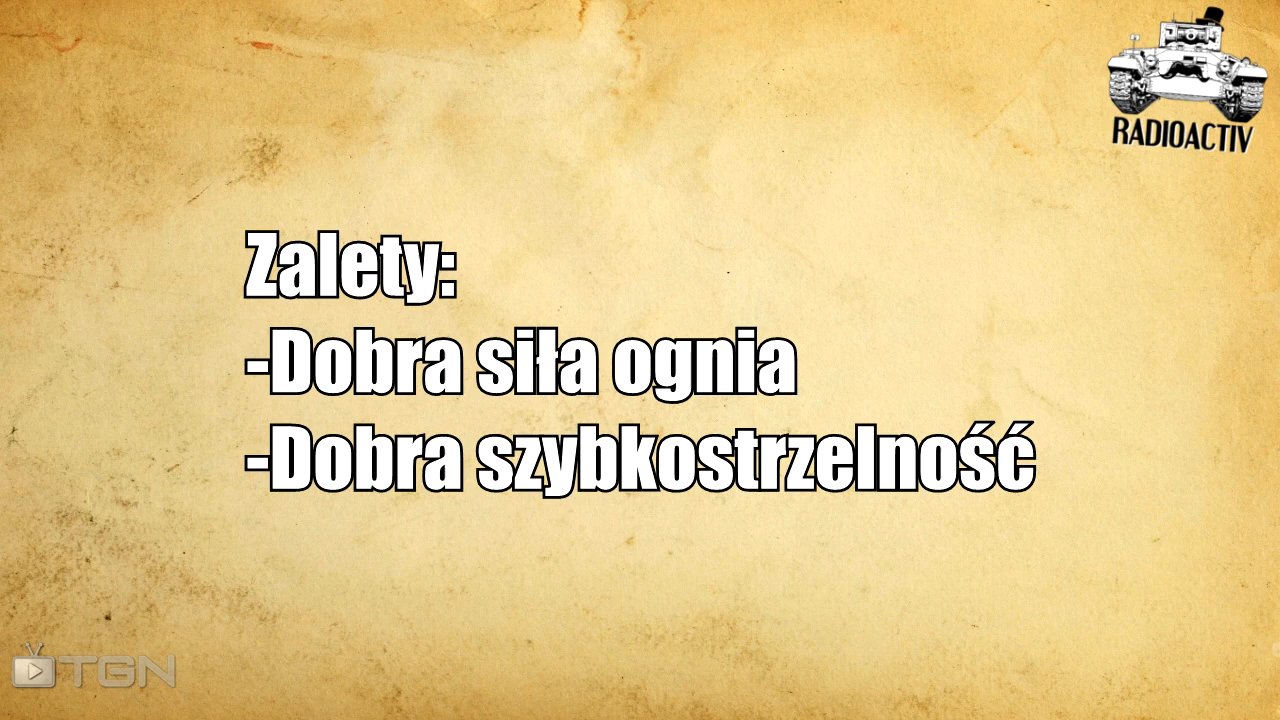 RADIOACTIV
Zalety:
-Dobra siła ognia
-Dobra szybkostrzelność
TGN